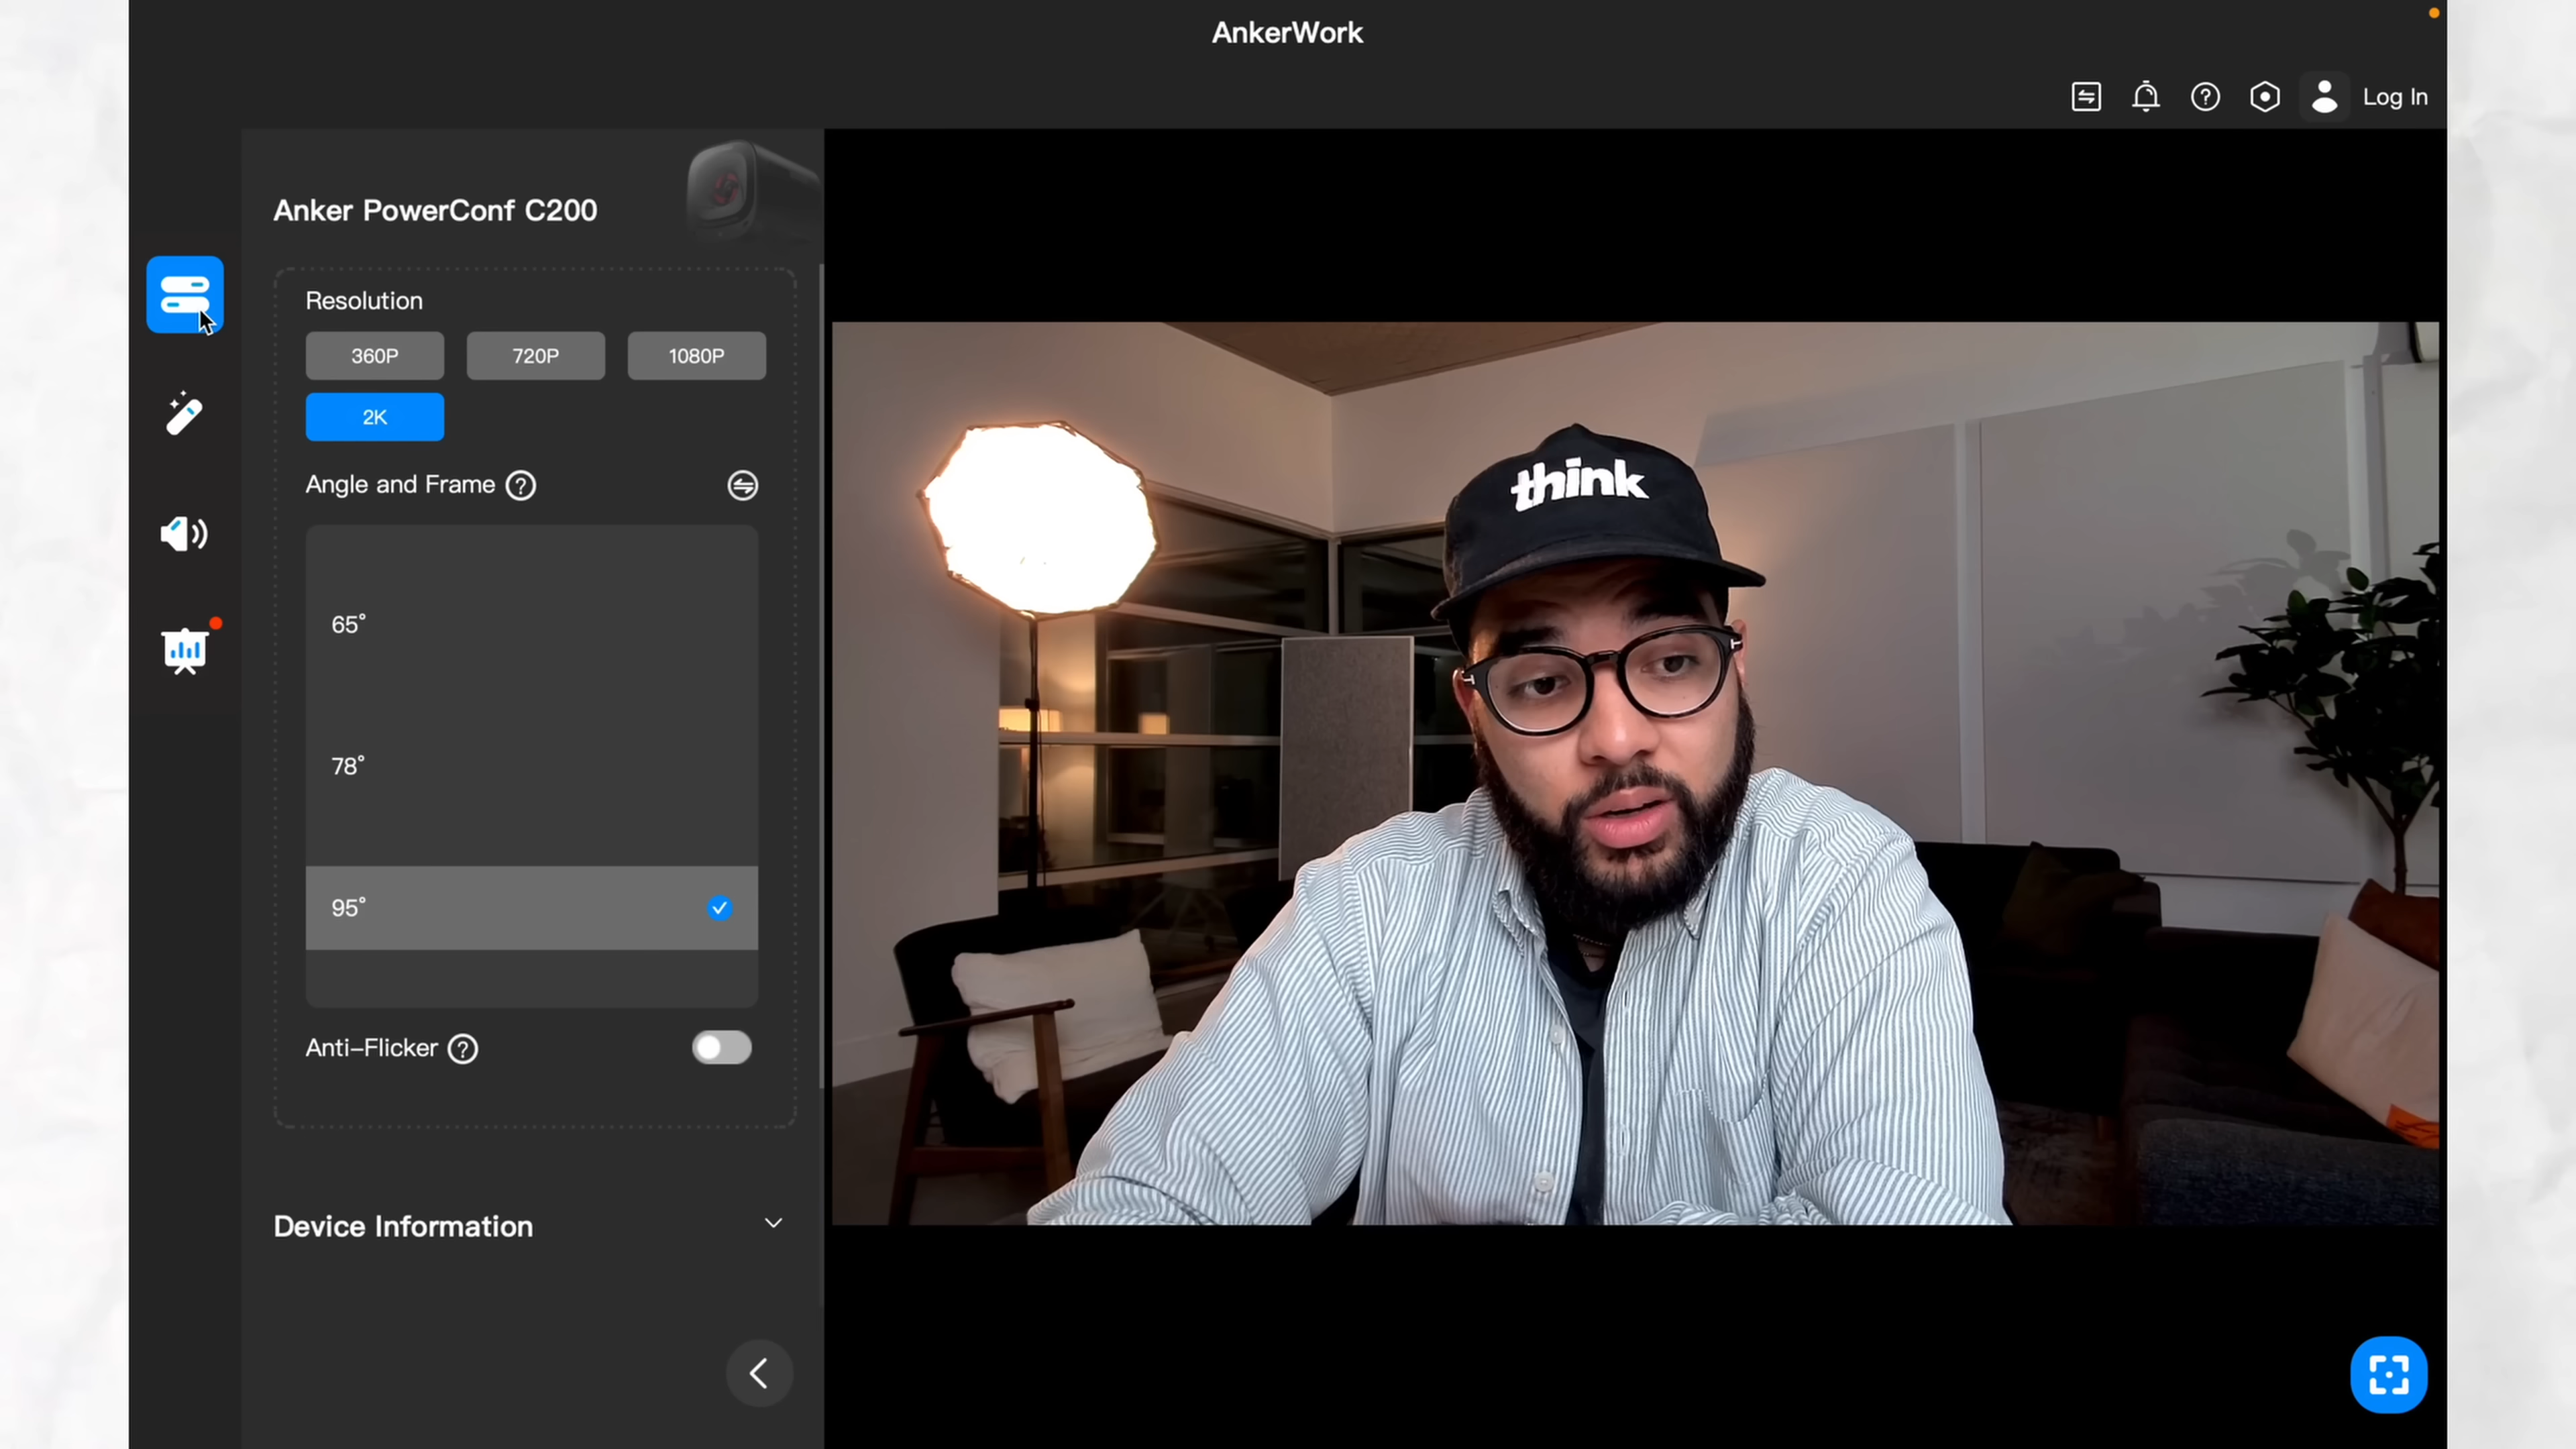 AnkerWork
Log In
Anker PowerConf C200
Resolution
360P
720P
1080P
2K
Angle and Frame
65°
78°
95°
Anti-Flicker
Device Information
think